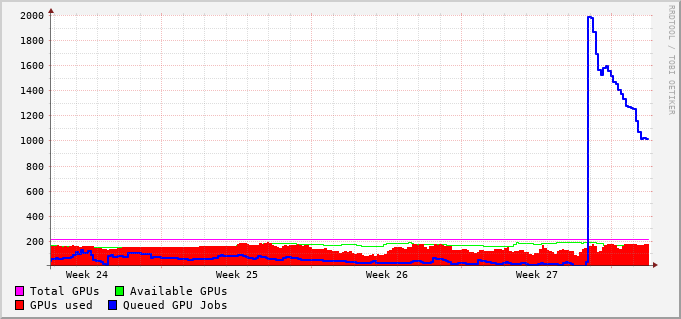 2000
1800
1600
1400
1200
1000
800
600
400
200
Week 24 Week 25 Week 26 Week 27
Total GPUs Available GPUs
GPUs used Queued GPU Jobs
RRDTOOL / TOBI OETIKER